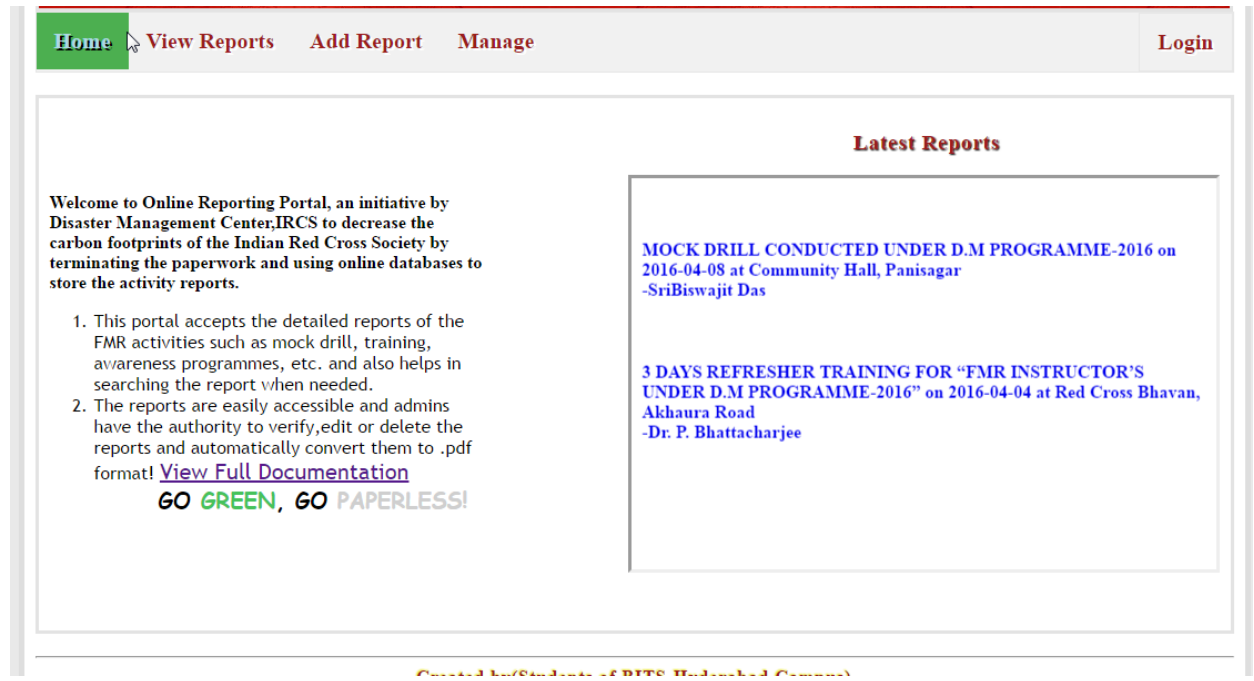 Home View Reports Add Report Manage Login
Welcome to Online Reporting Portal, an initiative by
Disaster Management Center,IRCS to decrease the
carbon footprints of the Indian Red Cross Society by
terminating the paperwork and using online databases to
store the activity reports.
1. This portal accepts the detailed reports of the
FMR activities such as mock drill, training,
awareness programmes, etc. and also helps in
searching the report when needed.
2. The reports are easily accessible and admins
have the authority to verify,edit or delete the
reports and automatically convert them to .pdf
format! View Full Documentation
GO GREEN, GO PAPERLESS!
Latest Reports
MOCK DRILL CONDUCTED UNDER D.M PROGRAMME-2016 on
2016-04-08 at Community Hall, Panisagar
-SriBiswajit Das
3 DAYS REFRESHER TRAINING FOR “FMR INSTRUCTOR’S
UNDER D.M PROGRAMME-2016” on 2016-04-04 at Red Cross Bhavan,
Akhaura Road
-Dr. P. Bhattacharjee
Created by(Students of BITS Hyderabad Campus)